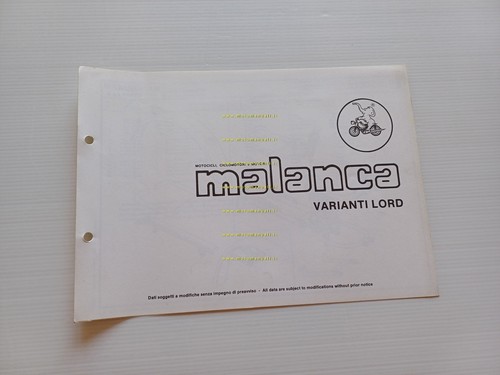 MOTOCICLI, CICLOMOTORI
malanca
VARIANTI LORD
Dati soggetti a modifiche senza impegno di preavviso - All data are subject to modifications without prior notice